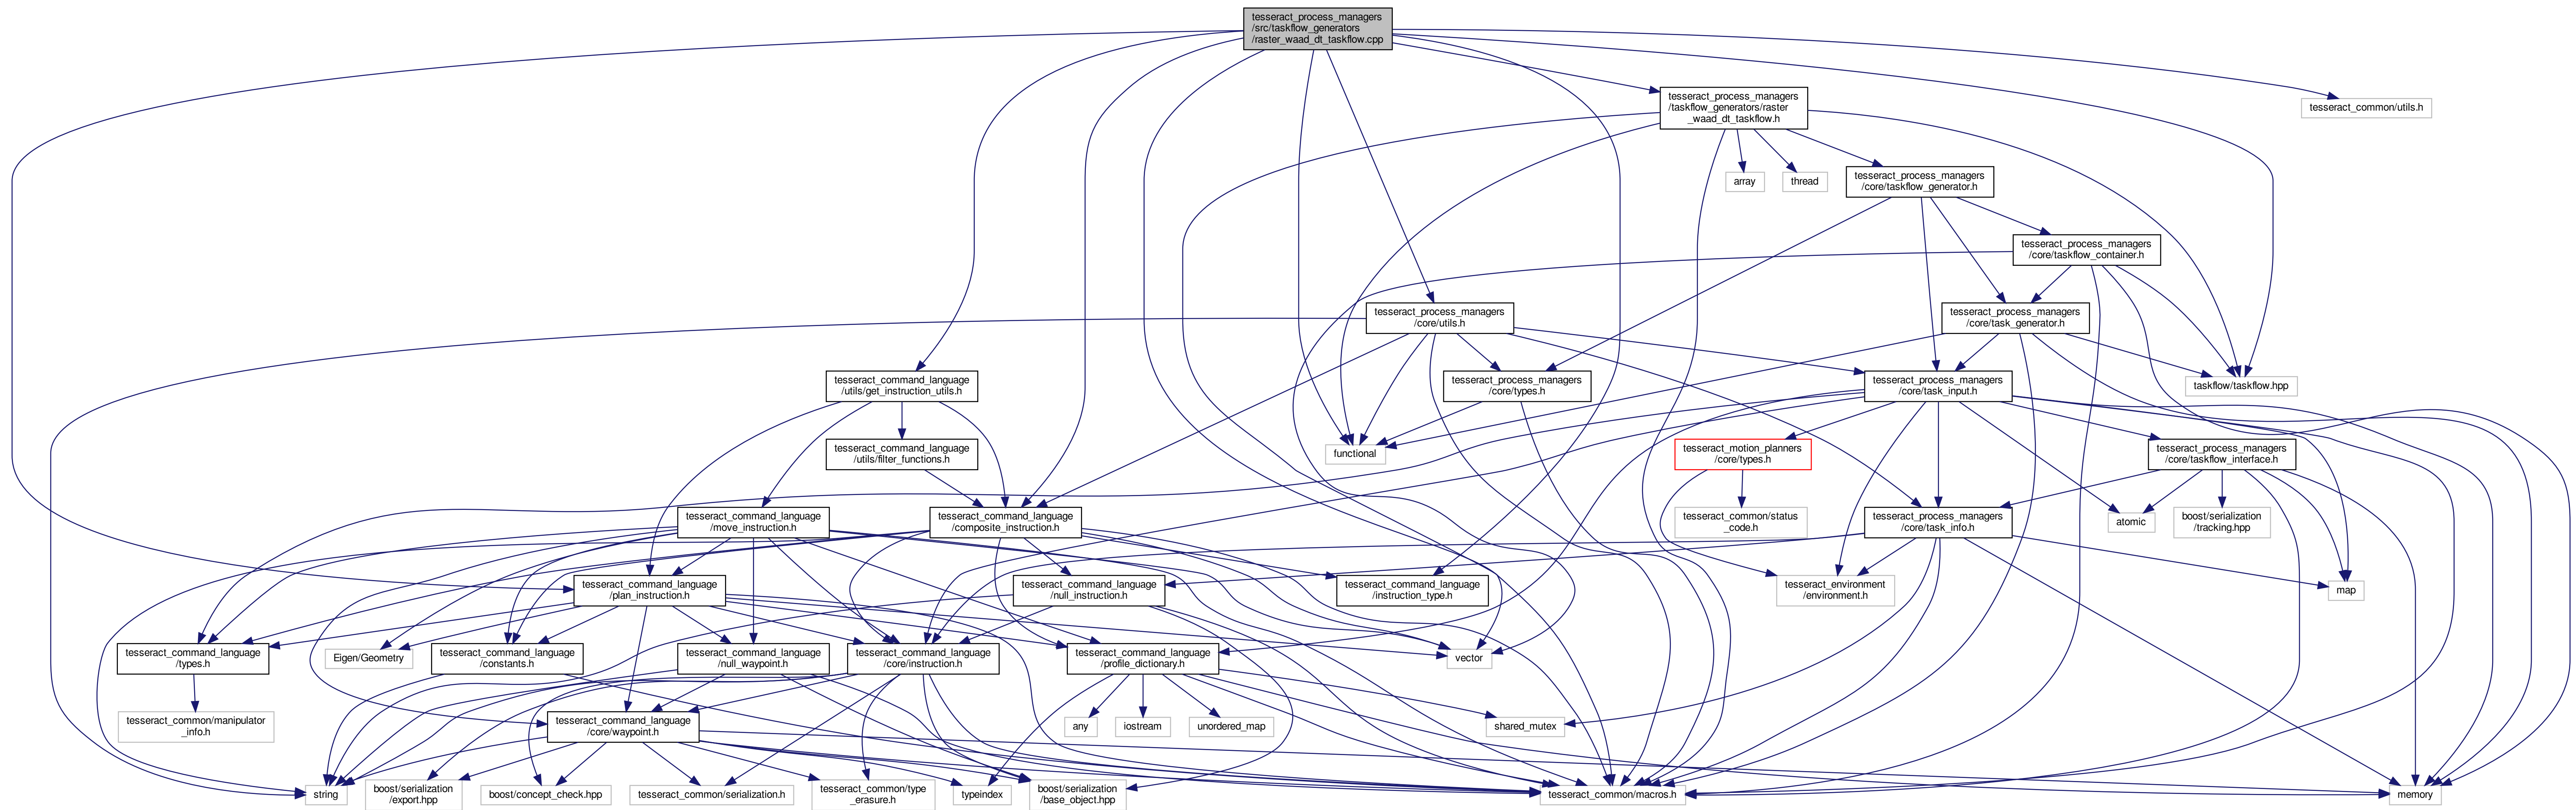 tesseract_process_managers
/src/taskflow_generators
/raster_waad_dt_taskflow.cpp
tesseract_process_managers
/taskflow_generators/raster
_waad_dt_taskflow.h
tesseract_common/utils.h
array
thread
tesseract_process_managers
/core/taskflow_generator.h
tesseract_process_managers
/core/taskflow_container.h
tesseract_process_managers
/core/utils.h
tesseract_process_managers
/core/task_generator.h
tesseract_command_language
/utils/get_instruction_utils.h
tesseract_process_managers
/core/types.h
tesseract_process_managers
/core/task_input.h
taskflow/taskflow.hpp
tesseract_command_language
/utils/filter_functions.h
functional
tesseract_motion_planners
/core/types.h
tesseract_process_managers
/core/taskflow_interface.h
tesseract_command_language
/move_instruction.h
tesseract_command_language
/composite_instruction.h
tesseract_common/status
_code.h
tesseract_process_managers
/core/task_info.h
atomic
boost/serialization
/tracking.hpp
tesseract_command_language
/plan_instruction.h
tesseract_command_language
/null_instruction.h
tesseract_command_language
/instruction_type.h
tesseract_environment
/environment.h
map
tesseract_command_language
/types.h
Eigen/Geometry
tesseract_command_language
/constants.h
tesseract_command_language
/null_waypoint.h
tesseract_command_language
/core/instruction.h
tesseract_command_language
/profile_dictionary.h
vector
tesseract_common/manipulator
_info.h
tesseract_command_language
/core/waypoint.h
any
iostream
unordered_map
shared_mutex
string
boost/serialization
/export.hpp
boost/concept_check.hpp
tesseract_common/serialization.h
tesseract_common/type
_erasure.h
typeindex
boost/serialization
/base_object.hpp
tesseract_common/macros.h
memory